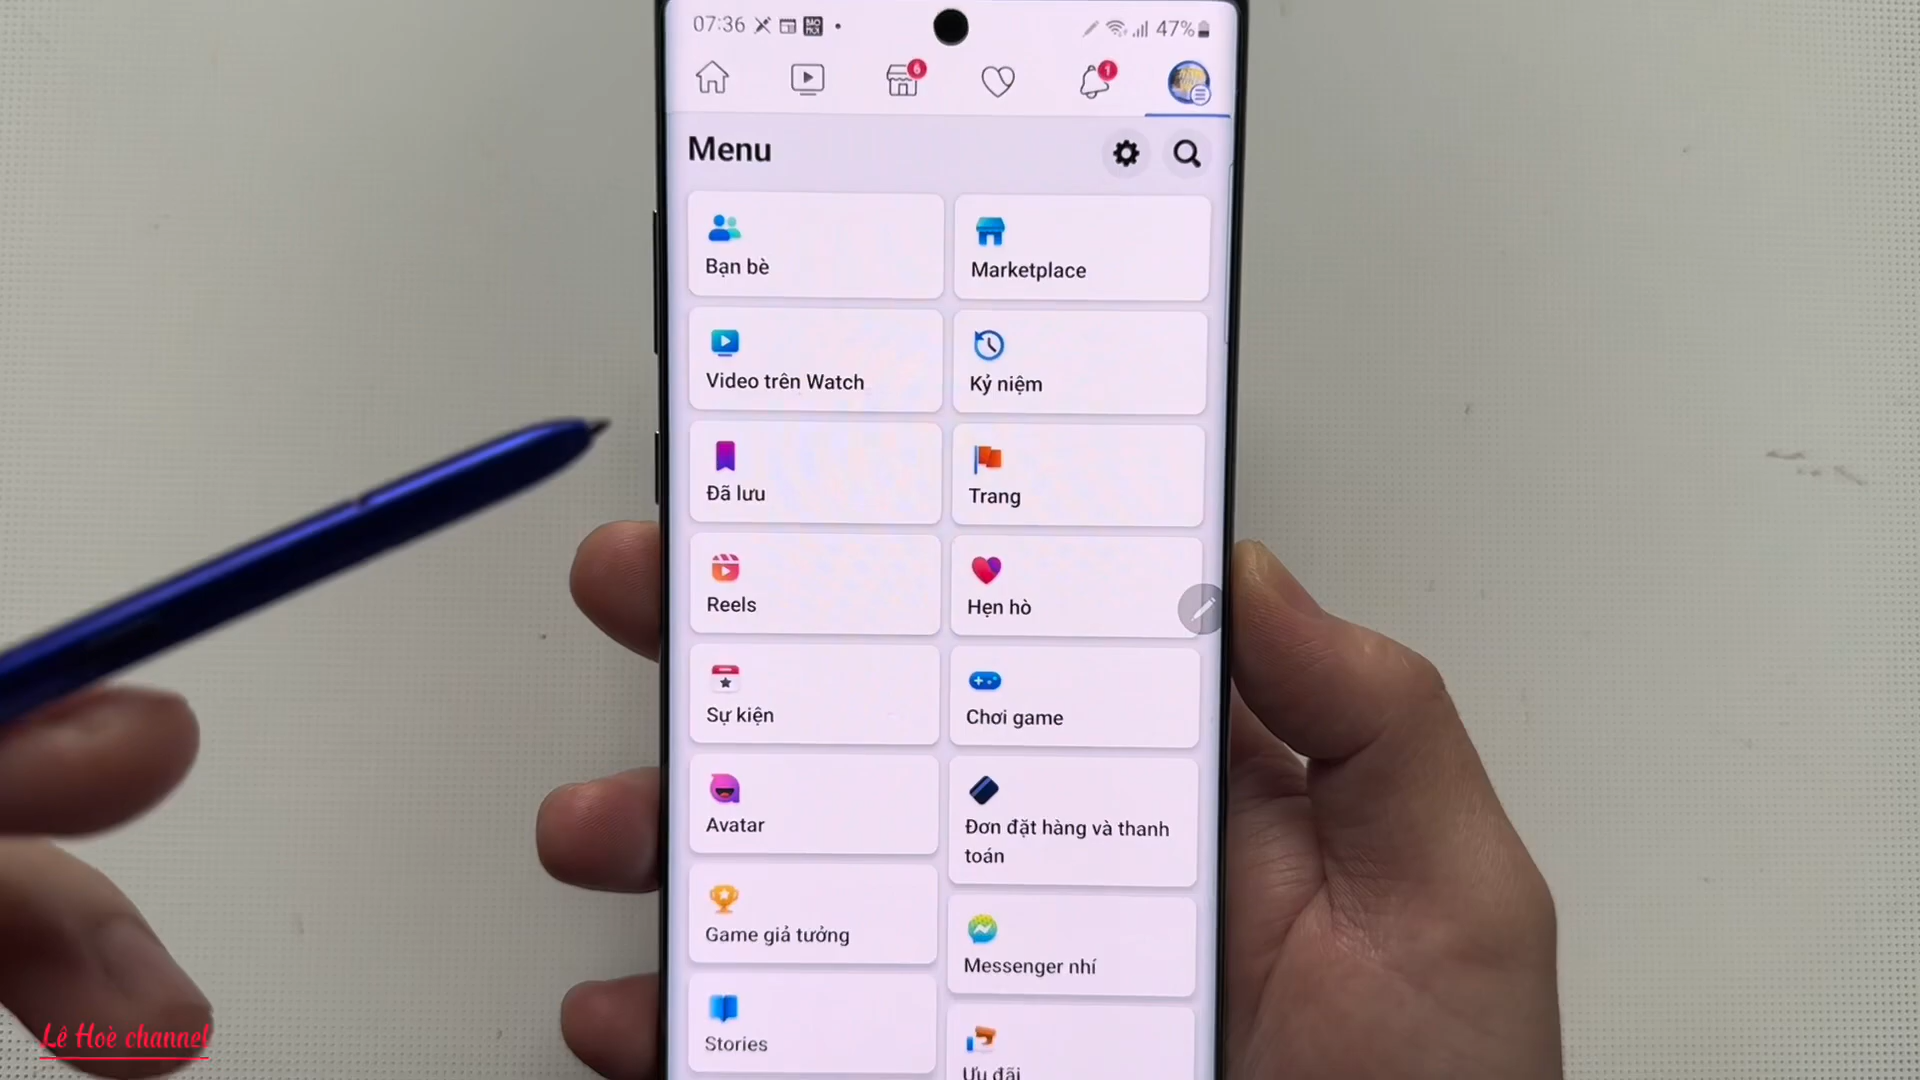 07:36
47%
6
1
Menu
Bạn bè
Marketplace
Video trên Watch
Kỷ niệm
Đã lưu
Trang
Reels
Hẹn hò
Sự kiện
Chơi game
Avatar
Đơn đặt hàng và thanh
toán
Game giả tưởng
Messenger nhí
Stories
Ưu đãi
Lê Hoè channel